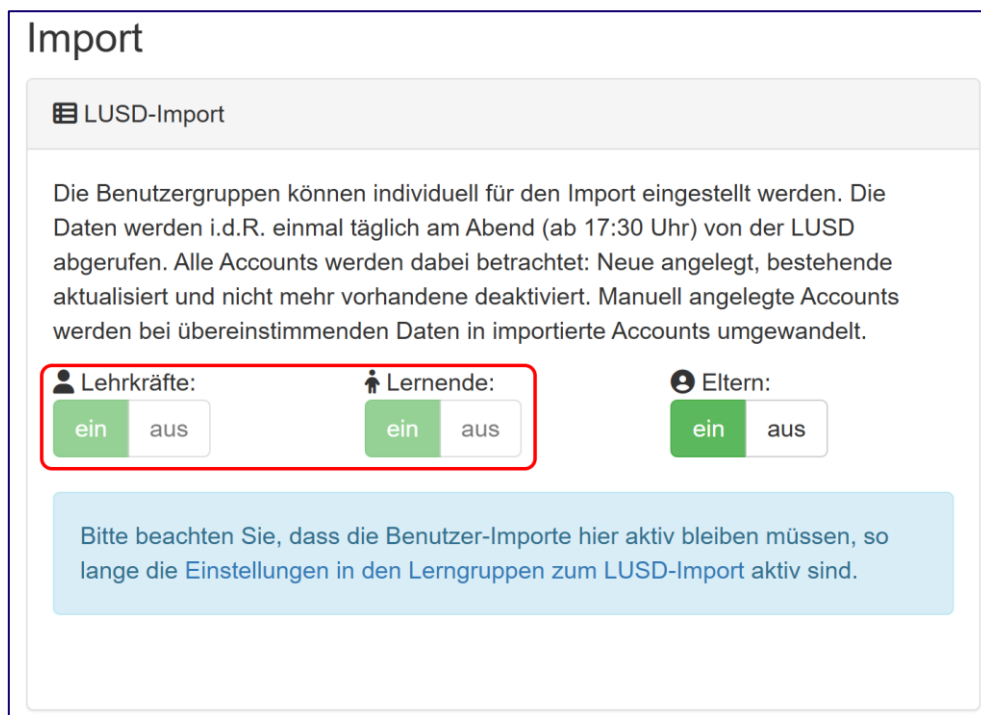 Import
LUSD-Import
Die Benutzergruppen können individuell für den Import eingestellt werden. Die
Daten werden i.d.R. einmal täglich am Abend (ab 17:30 Uhr) von der LUSD
abgerufen. Alle Accounts werden dabei betrachtet: Neue angelegt, bestehende
aktualisiert und nicht mehr vorhandene deaktiviert. Manuell angelegte Accounts
werden bei übereinstimmenden Daten in importierte Accounts umgewandelt.
Lehrkräfte: Lernende: Eltern:
ein aus ein aus ein aus
Bitte beachten Sie, dass die Benutzer-Importe hier aktiv bleiben müssen, so
lange die Einstellungen in den Lerngruppen zum LUSD-Import aktiv sind.